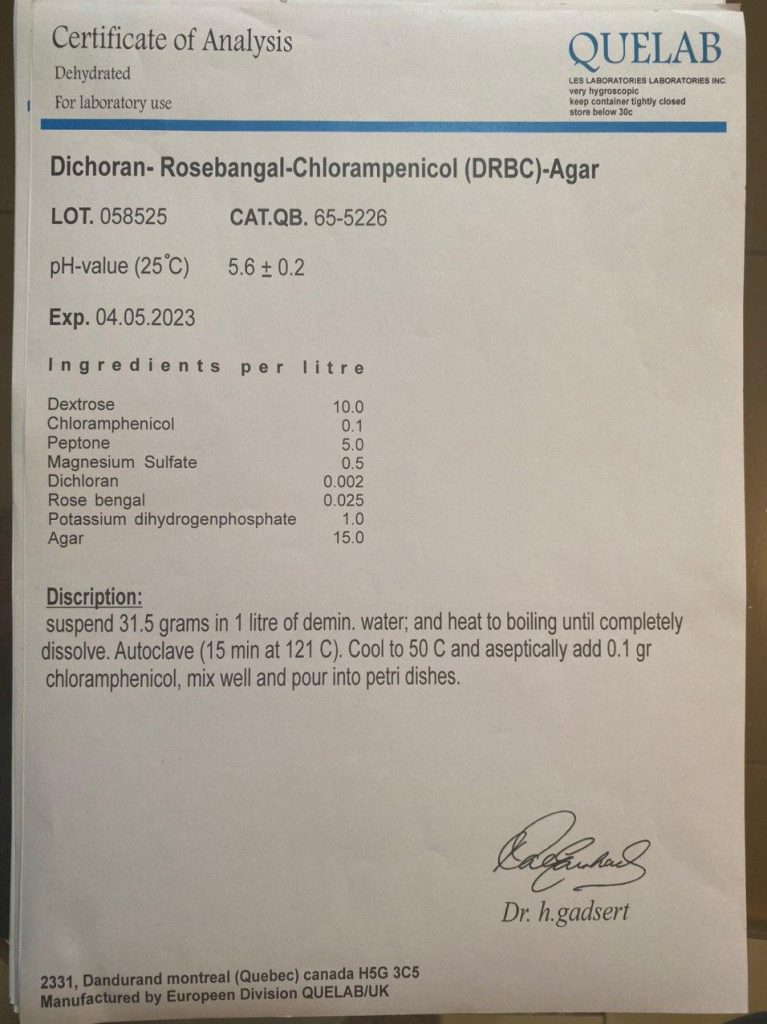 Certificate of Analysis
Dehydrated
For laboratory use
QUELAB
LES LABORATORIES LABORATORIES INC.
very hygroscopic
keep container tightly closed
store below 30c
Dichoran- Rosebangal-Chlorampenicol (DRBC)-Agar
LOT. 058525 CAT.QB. 65-5226
pH-value (25°C) 5.6 ± 0.2
Exp. 04.05.2023
Ingredients per litre
Dextrose 10.0
Chloramphenicol 0.1
Peptone 5.0
Magnesium Sulfate 0.5
Dichloran 0.002
Rose bengal 0.025
Potassium dihydrogenphosphate 1.0
Agar 15.0
Discription:
suspend 31.5 grams in 1 litre of demin. water; and heat to boiling until completely
dissolve. Autoclave (15 min at 121 C). Cool to 50 C and aseptically add 0.1 gr
chloramphenicol, mix well and pour into petri dishes.
Dr. h.gadsert
2331, Dandurand montreal (Quebec) canada H5G 3C5
Manufactured by Europeen Division QUELAB/UK